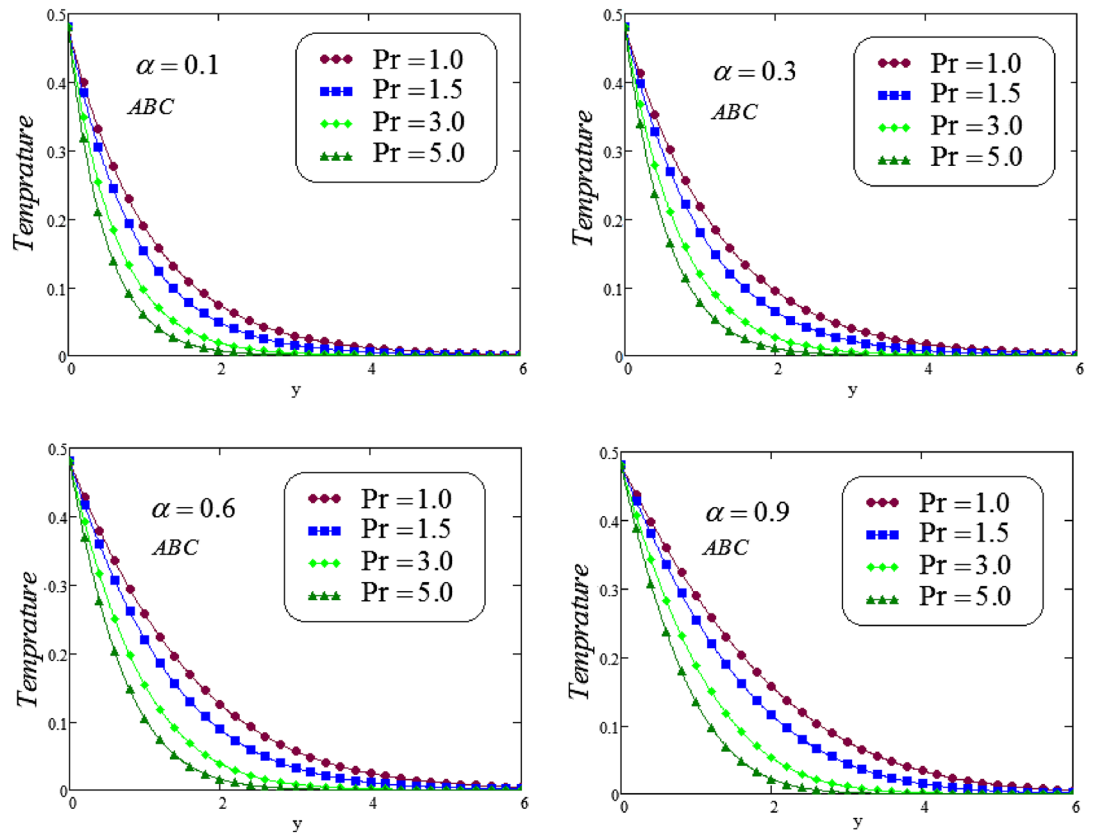 0.5
0.4
0.3
0.2
0.1
0
Temprature
α = 0.1
ABC
Pr = 1.0
Pr = 1.5
Pr = 3.0
Pr = 5.0
0 2 4 6
y
0.5
0.4
0.3
0.2
0.1
0
Temprature
α = 0.3
ABC
Pr = 1.0
Pr = 1.5
Pr = 3.0
Pr = 5.0
0 2 4 6
y
0.5
0.4
0.3
0.2
0.1
0
Temprature
α = 0.6
ABC
Pr = 1.0
Pr = 1.5
Pr = 3.0
Pr = 5.0
0 2 4 6
y
0.5
0.4
0.3
0.2
0.1
0
Temprature
α = 0.9
ABC
Pr = 1.0
Pr = 1.5
Pr = 3.0
Pr = 5.0
0 2 4 6
y